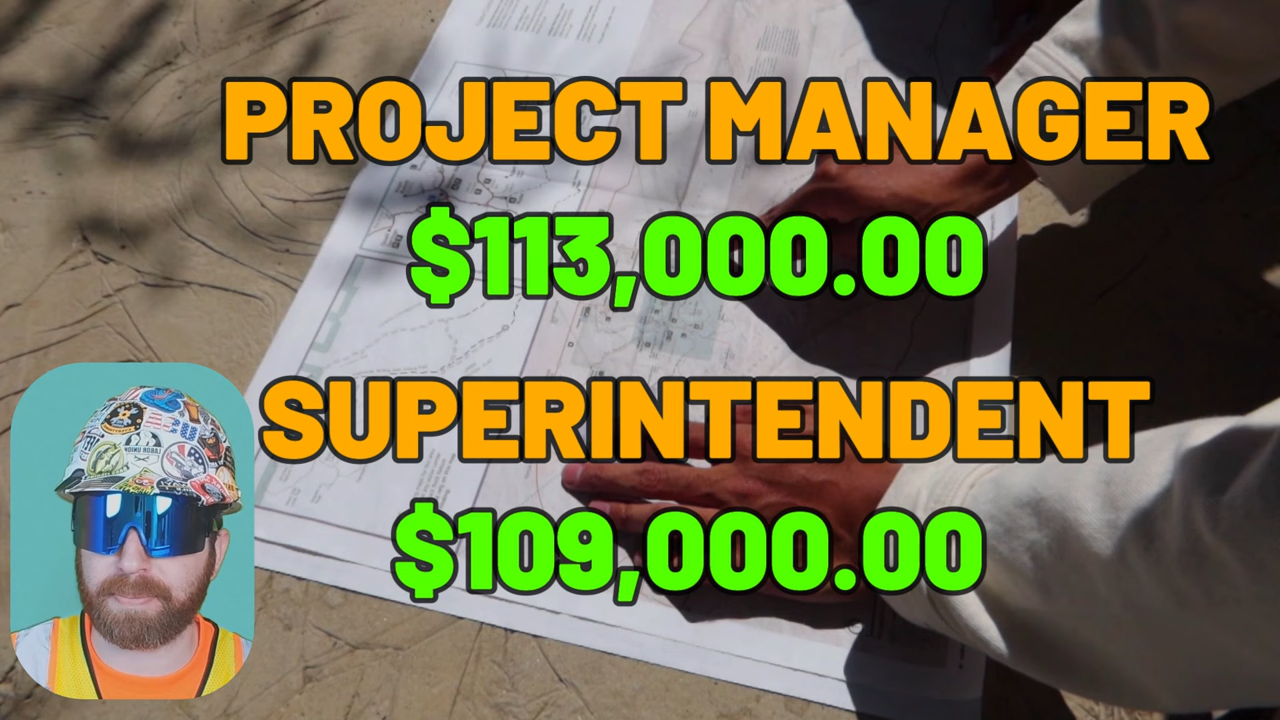 PROJECT MANAGER
$113,000.00
SUPERINTENDENT
$109,000.00